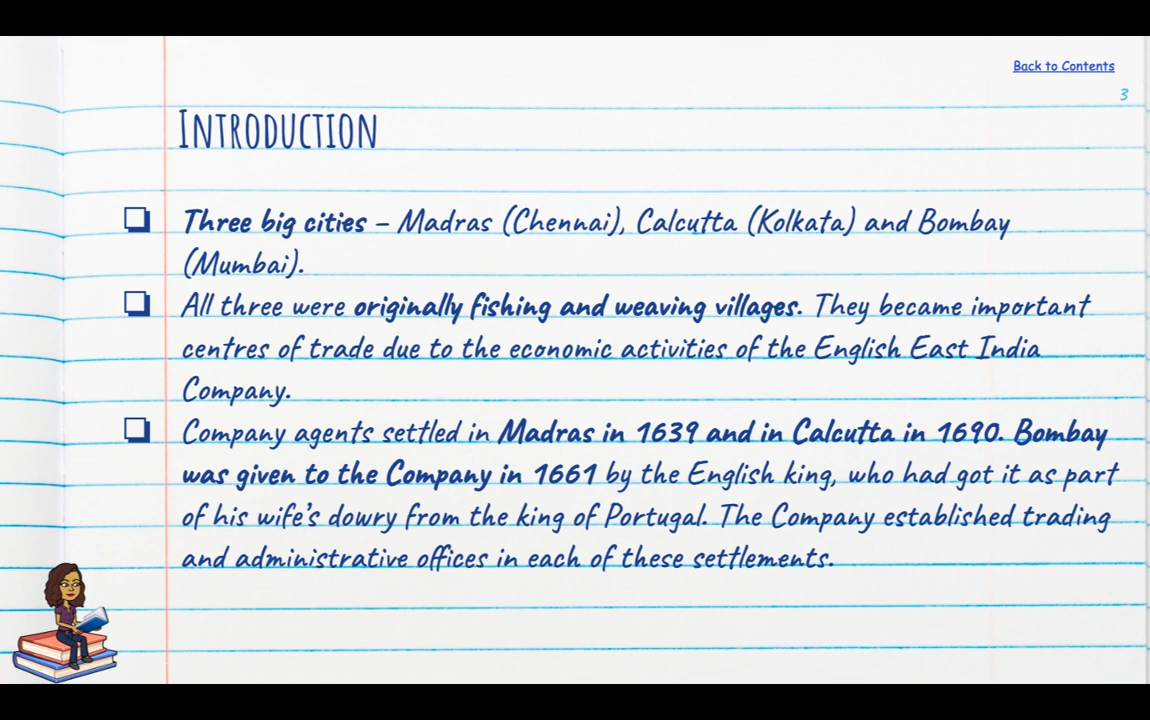 Back to Contents
3
Introduction
❏ Three big cities – Madras (Chennai), Calcutta (Kolkata) and Bombay
(Mumbai).
❏ All three were originally fishing and weaving villages. They became important
centres of trade due to the economic activities of the English East India
Company.
❏ Company agents settled in Madras in 1639 and in Calcutta in 1690. Bombay
was given to the Company in 1661 by the English king, who had got it as part
of his wife's dowry from the king of Portugal. The Company established trading
and administrative offices in each of these settlements.